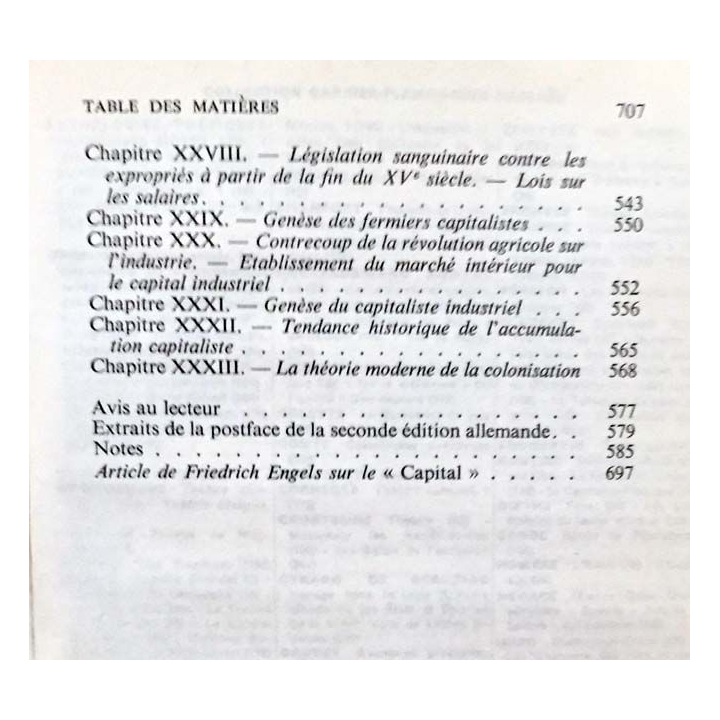 TABLE DES MATIÈRES 707
Chapitre XXVIII. — Législation sanguinaire contre les
expropriés à partir de la fin du XVe siècle. — Lois sur
les salaires. . . . . . . . . . . . . . . . . . 543
Chapitre XXIX. — Genèse des fermiers capitalistes . . . 550
Chapitre XXX. — Contrecoup de la révolution agricole sur
l'industrie. — Etablissement du marché intérieur pour
le capital industriel . . . . . . . . . . . . . . 552
Chapitre XXXI. — Genèse du capitaliste industriel . . . 556
Chapitre XXXII. — Tendance historique de l'accumula-
tion capitaliste . . . . . . . . . . . . . . . . 565
Chapitre XXXIII. — La théorie moderne de la colonisation 568
Avis au lecteur . . . . . . . . . . . . . . . . 577
Extraits de la postface de la seconde édition allemande. . 579
Notes . . . . . . . . . . . . . . . . . . . . 585
Article de Friedrich Engels sur le « Capital » . . . . . 697